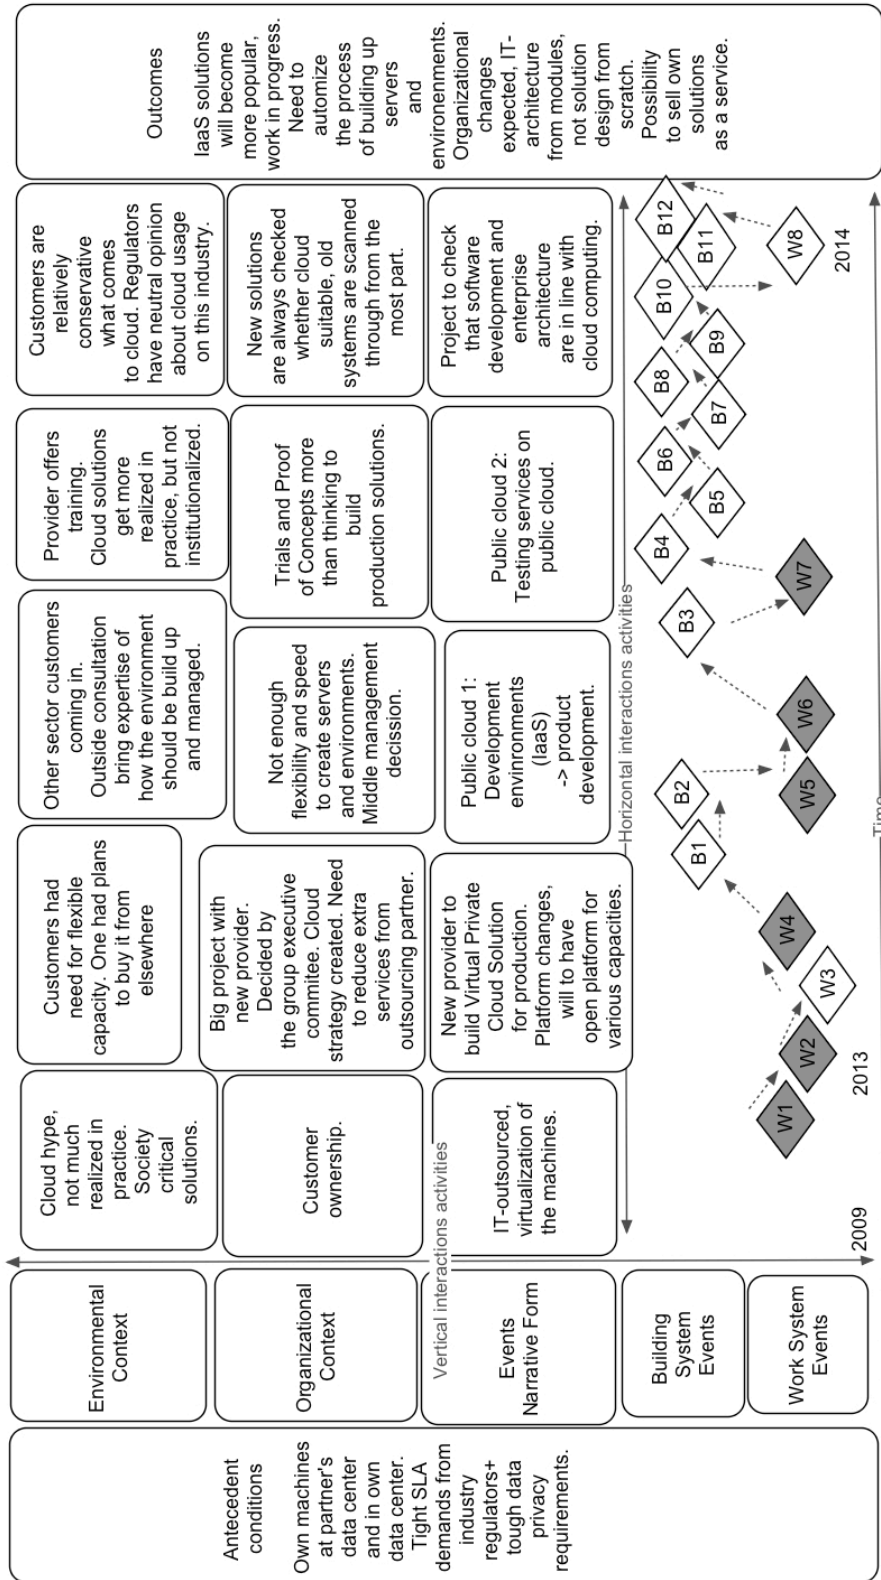 Antecedent
conditions
Own machines
at partner's
data center
and in own
data center.
Tight SLA
demands from
industry
regulators+
tough data
privacy
requirements.
Environmental
Context
Organizational
Context
Events
Narrative Form
Building
System
Events
Work System
Events
Vertical interactions activities
Cloud hype,
not much
realized in
practice.
Society
critical
solutions.
Customers had
need for flexible
capacity. One had plans
to buy it from
elsewhere
Other sector customers
coming in.
Outside consultation
bring expertise of
how the environment
should be build up
and managed.
Provider offers
training.
Cloud solutions
get more
realized in
practice, but not
institutionalized.
Customers are
relatively
conservative
what comes
to cloud. Regulators
have neutral opinion
about cloud usage
on this industry.
Customer
ownership.
Big project with
new provider.
Decided by
the group executive
commitee. Cloud
strategy created. Need
to reduce extra
services from
outsourcing partner.
Not enough
flexibility and speed
to create servers
and environments.
Middle management
decission.
Trials and Proof
of Concepts more
than thinking to
build
production solutions.
New solutions
are always checked
whether cloud
suitable, old
systems are scanned
through from the
most part.
IT-outsourced,
virtualization of
the machines.
New provider to
build Virtual Private
Cloud Solution
for production.
Platform changes,
will to have
open platform for
various capacities.
Public cloud 1:
Development
environments
(IaaS)
-> product
development.
Public cloud 2:
Testing services on
public cloud.
Project to check
that software
development and
enterprise
architecture
are in line with
cloud computing.
Horizontal interactions activities
B1
B2
B3
B4
B5
B6
B7
B8
B9
B10
B11
B12
W1
W2
W3
W4
W5
W6
W7
W8
2009
2013
2014
Time
Outcomes
IaaS solutions
will become
more popular,
work in progress.
Need to
automize
the process
of building up
servers
and
environenments.
Organizational
changes
expected, IT-
architecture
from modules,
not solution
design from
scratch.
Possibility
to sell own
solutions
as a service.